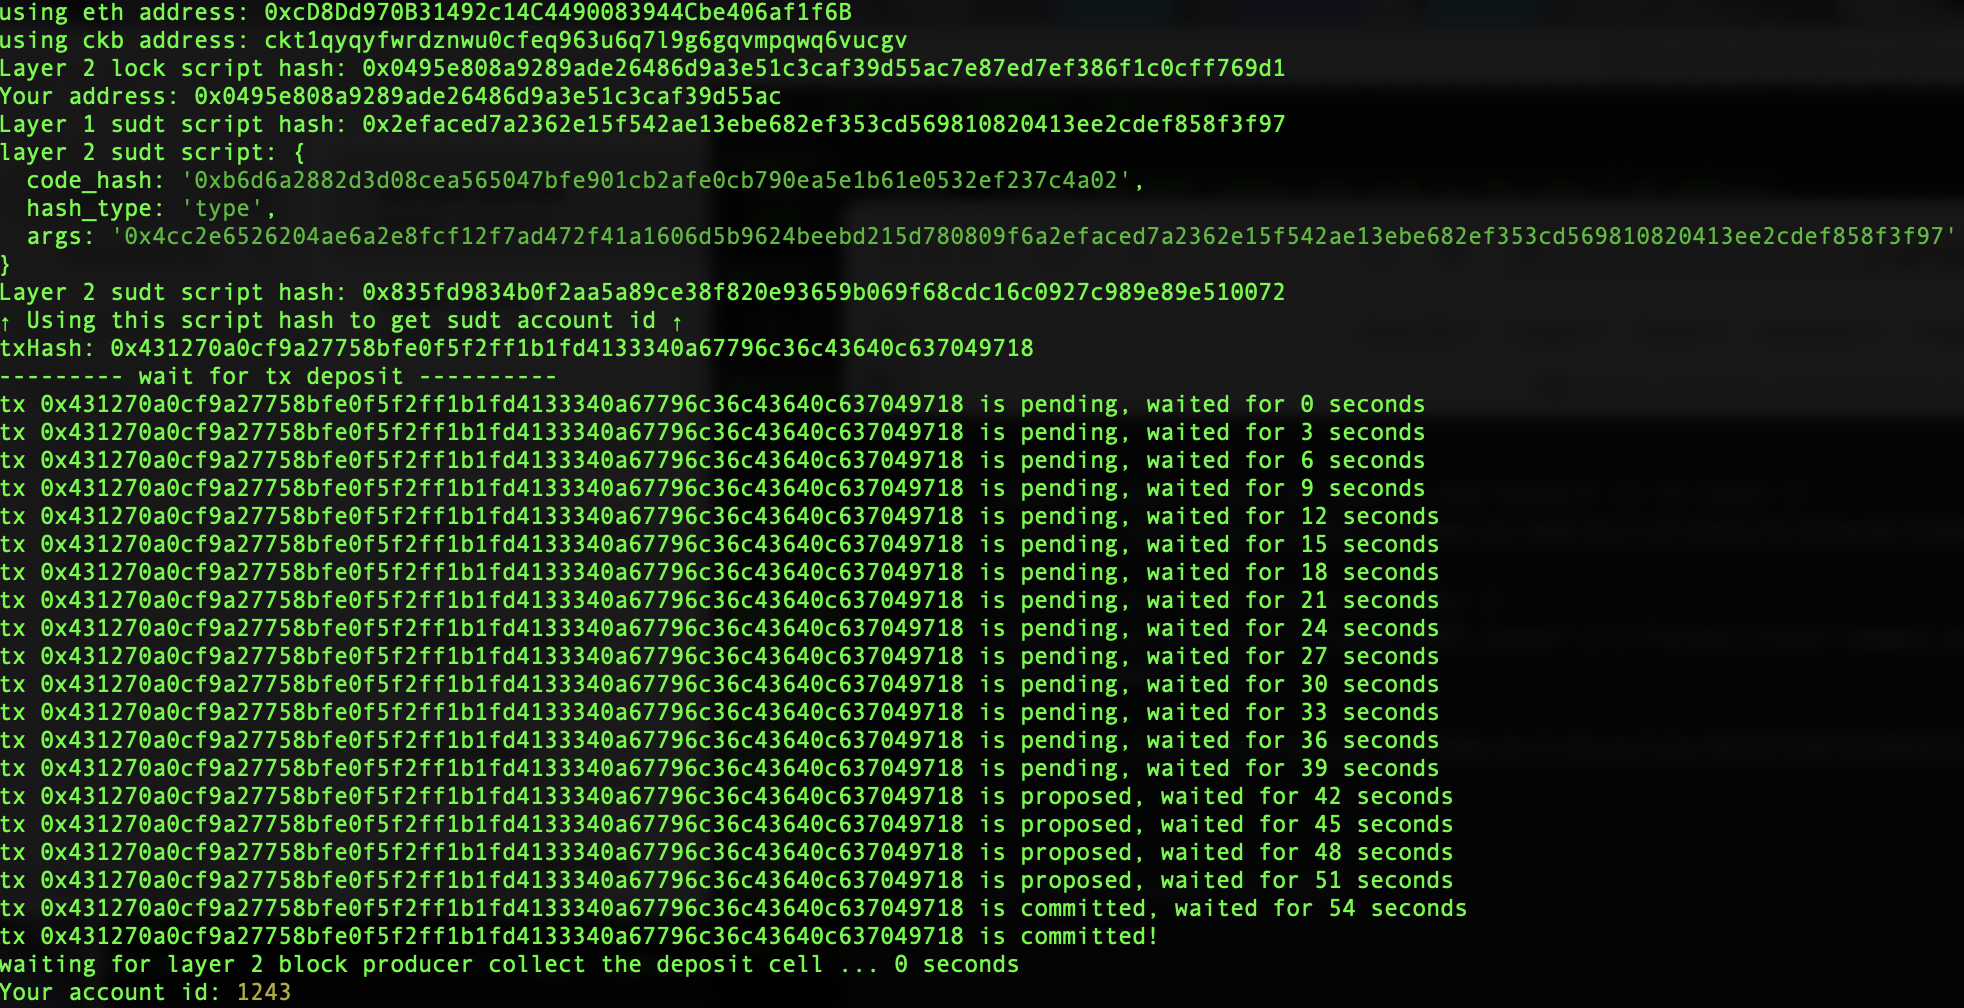 using eth address: 0xcD8Dd970B31492c14C4490083944Cbe406af1f6B
using ckb address: ckt1qyqyfwrdznwu0cfeq963u6q7l9g6gqvmpqwq6vucgv
Layer 2 lock script hash: 0x0495e808a9289ade26486d9a3e51c3caf39d55ac7e87ed7ef386f1c0cff769d1
Your address: 0x0495e808a9289ade26486d9a3e51c3caf39d55ac
Layer 1 sudt script hash: 0x2efaced7a2362e15f542ae13ebe682ef353cd569810820413ee2cdef858f3f97
layer 2 sudt script: {
  code_hash: '0xb6d6a2882d3d08cea565047bfe901cb2afe0cb790ea5e1b61e0532ef237c4a02',
  hash_type: 'type',
  args: '0x4cc2e6526204ae6a2e8fcf12f7ad472f41a1606d5b9624beebd215d780809f6a2efaced7a2362e15f542ae13ebe682ef353cd569810820413ee2cdef858f3f97'
}
Layer 2 sudt script hash: 0x835fd9834b0f2aa5a89ce38f820e93659b069f68cdc16c0927c989e89e510072
↑ Using this script hash to get sudt account id ↑
txHash: 0x431270a0cf9a27758bfe0f5f2ff1b1fd4133340a67796c36c43640c637049718
--------- wait for tx deposit ----------
tx 0x431270a0cf9a27758bfe0f5f2ff1b1fd4133340a67796c36c43640c637049718 is pending, waited for 0 seconds
tx 0x431270a0cf9a27758bfe0f5f2ff1b1fd4133340a67796c36c43640c637049718 is pending, waited for 3 seconds
tx 0x431270a0cf9a27758bfe0f5f2ff1b1fd4133340a67796c36c43640c637049718 is pending, waited for 6 seconds
tx 0x431270a0cf9a27758bfe0f5f2ff1b1fd4133340a67796c36c43640c637049718 is pending, waited for 9 seconds
tx 0x431270a0cf9a27758bfe0f5f2ff1b1fd4133340a67796c36c43640c637049718 is pending, waited for 12 seconds
tx 0x431270a0cf9a27758bfe0f5f2ff1b1fd4133340a67796c36c43640c637049718 is pending, waited for 15 seconds
tx 0x431270a0cf9a27758bfe0f5f2ff1b1fd4133340a67796c36c43640c637049718 is pending, waited for 18 seconds
tx 0x431270a0cf9a27758bfe0f5f2ff1b1fd4133340a67796c36c43640c637049718 is pending, waited for 21 seconds
tx 0x431270a0cf9a27758bfe0f5f2ff1b1fd4133340a67796c36c43640c637049718 is pending, waited for 24 seconds
tx 0x431270a0cf9a27758bfe0f5f2ff1b1fd4133340a67796c36c43640c637049718 is pending, waited for 27 seconds
tx 0x431270a0cf9a27758bfe0f5f2ff1b1fd4133340a67796c36c43640c637049718 is pending, waited for 30 seconds
tx 0x431270a0cf9a27758bfe0f5f2ff1b1fd4133340a67796c36c43640c637049718 is pending, waited for 33 seconds
tx 0x431270a0cf9a27758bfe0f5f2ff1b1fd4133340a67796c36c43640c637049718 is pending, waited for 36 seconds
tx 0x431270a0cf9a27758bfe0f5f2ff1b1fd4133340a67796c36c43640c637049718 is pending, waited for 39 seconds
tx 0x431270a0cf9a27758bfe0f5f2ff1b1fd4133340a67796c36c43640c637049718 is proposed, waited for 42 seconds
tx 0x431270a0cf9a27758bfe0f5f2ff1b1fd4133340a67796c36c43640c637049718 is proposed, waited for 45 seconds
tx 0x431270a0cf9a27758bfe0f5f2ff1b1fd4133340a67796c36c43640c637049718 is proposed, waited for 48 seconds
tx 0x431270a0cf9a27758bfe0f5f2ff1b1fd4133340a67796c36c43640c637049718 is proposed, waited for 51 seconds
tx 0x431270a0cf9a27758bfe0f5f2ff1b1fd4133340a67796c36c43640c637049718 is committed, waited for 54 seconds
tx 0x431270a0cf9a27758bfe0f5f2ff1b1fd4133340a67796c36c43640c637049718 is committed!
waiting for layer 2 block producer collect the deposit cell ... 0 seconds
Your account id: 1243